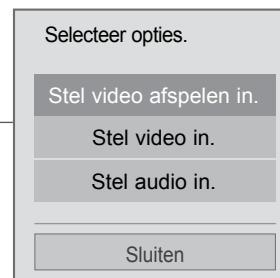 Selecteer opties.
Stel video afspelen in.
Stel video in.
Stel audio in.
Sluiten